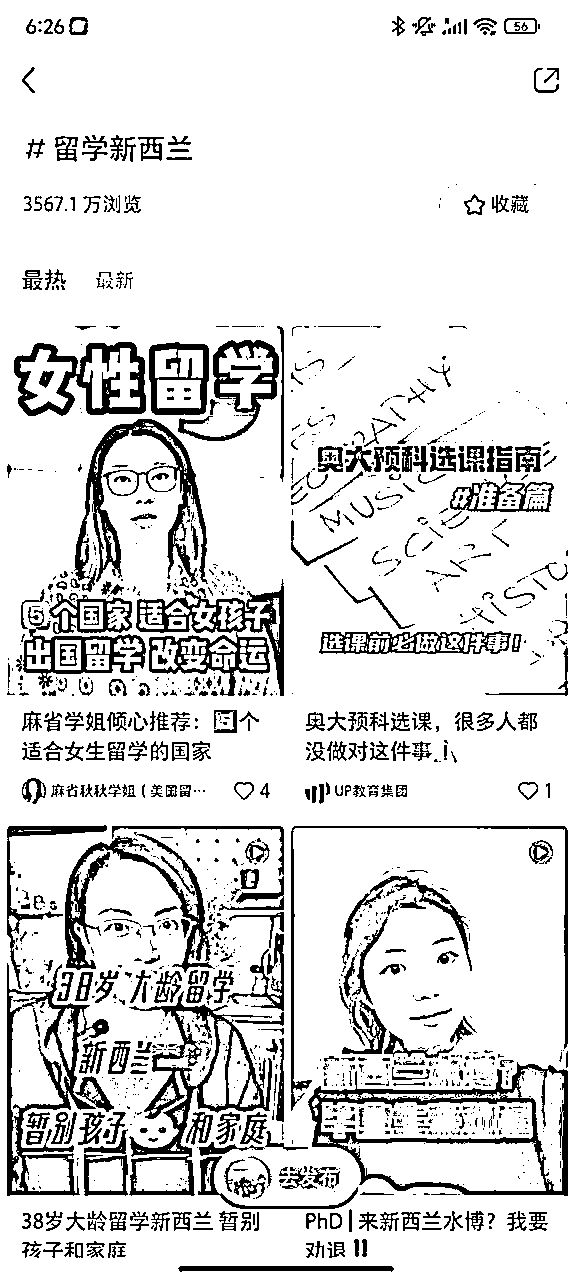 6:26
56
# 留学新西兰
3567.1 万浏览
收藏
最热 最新
女性留学
5个国家 适合女孩子
出国留学 改变命运
麻省学姐倾心推荐：5个
适合女生留学的国家
麻省秋秋学姐（美国留…
4
GEOGRAPHY
MUSIC
SCIENCE
ART
HISTORY
奥大预科选课指南
#准备篇
选课前必做这件事！
奥大预科选课，很多人都
没做对这件事
UP教育集团
1
38岁大龄留学
新西兰
暂别孩子 和家庭
38岁大龄留学新西兰 暂别
孩子和家庭
去发布
PhD | 来新西兰水博？我要
劝退 ‼